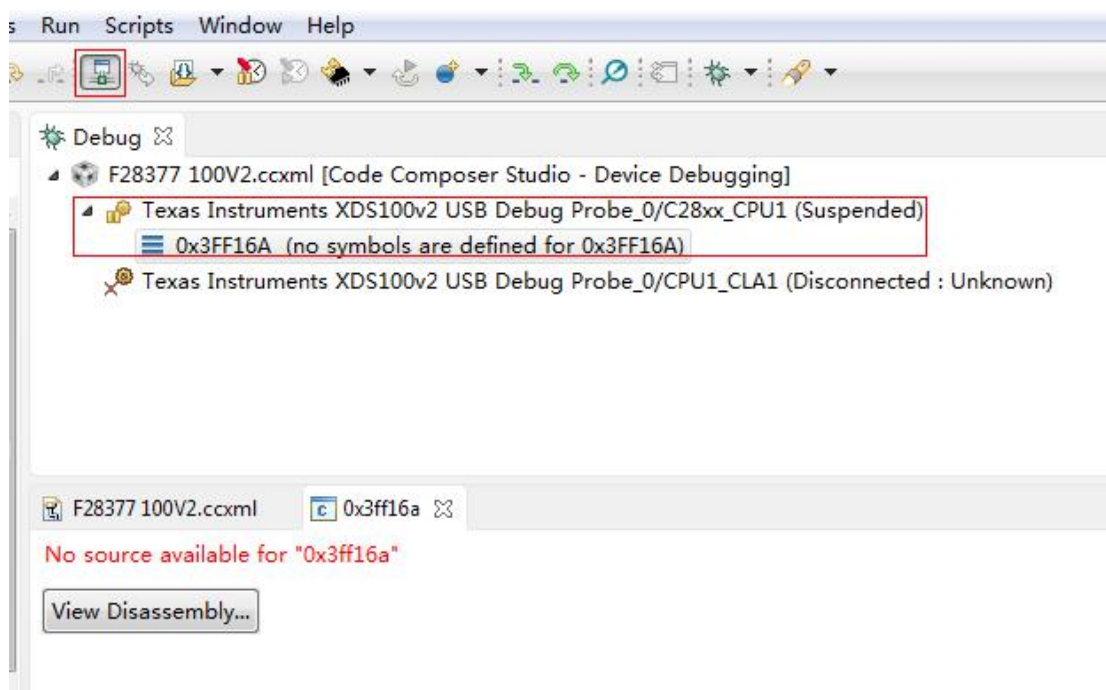 s Run Scripts Window Help
Debug
F28377 100V2.ccxml [Code Composer Studio - Device Debugging]
Texas Instruments XDS100v2 USB Debug Probe_0/C28xx_CPU1 (Suspended)
0x3FF16A (no symbols are defined for 0x3FF16A)
Texas Instruments XDS100v2 USB Debug Probe_0/CPU1_CLA1 (Disconnected : Unknown)
F28377 100V2.ccxml 0x3ff16a
No source available for "0x3ff16a"
View Disassembly...